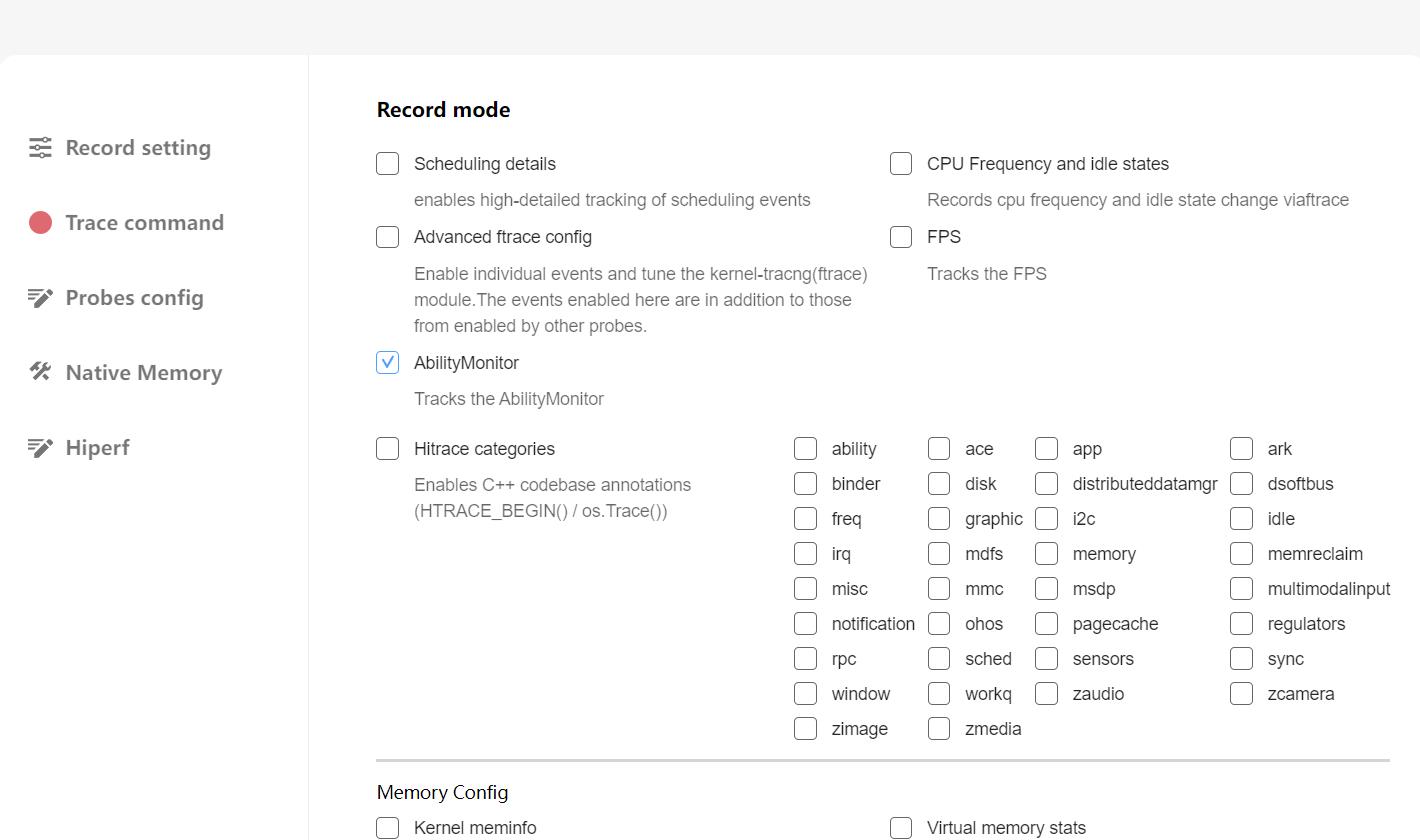 Record setting
Trace command
Probes config
Native Memory
Hiperf
Record mode
Scheduling details
enables high-detailed tracking of scheduling events
CPU Frequency and idle states
Records cpu frequency and idle state change viaftrace
Advanced ftrace config
Enable individual events and tune the kernel-tracng(ftrace)
module.The events enabled here are in addition to those
from enabled by other probes.
FPS
Tracks the FPS
AbilityMonitor
Tracks the AbilityMonitor
Hitrace categories
Enables C++ codebase annotations
(HTRACE_BEGIN() / os.Trace())
ability ace app ark
binder disk distributeddatamgr dsoftbus
freq graphic i2c idle
irq mdfs memory memreclaim
misc mmc msdp multimodalinput
notification ohos pagecache regulators
rpc sched sensors sync
window workq zaudio zcamera
zimage zmedia
Memory Config
Kernel meminfo
Virtual memory stats